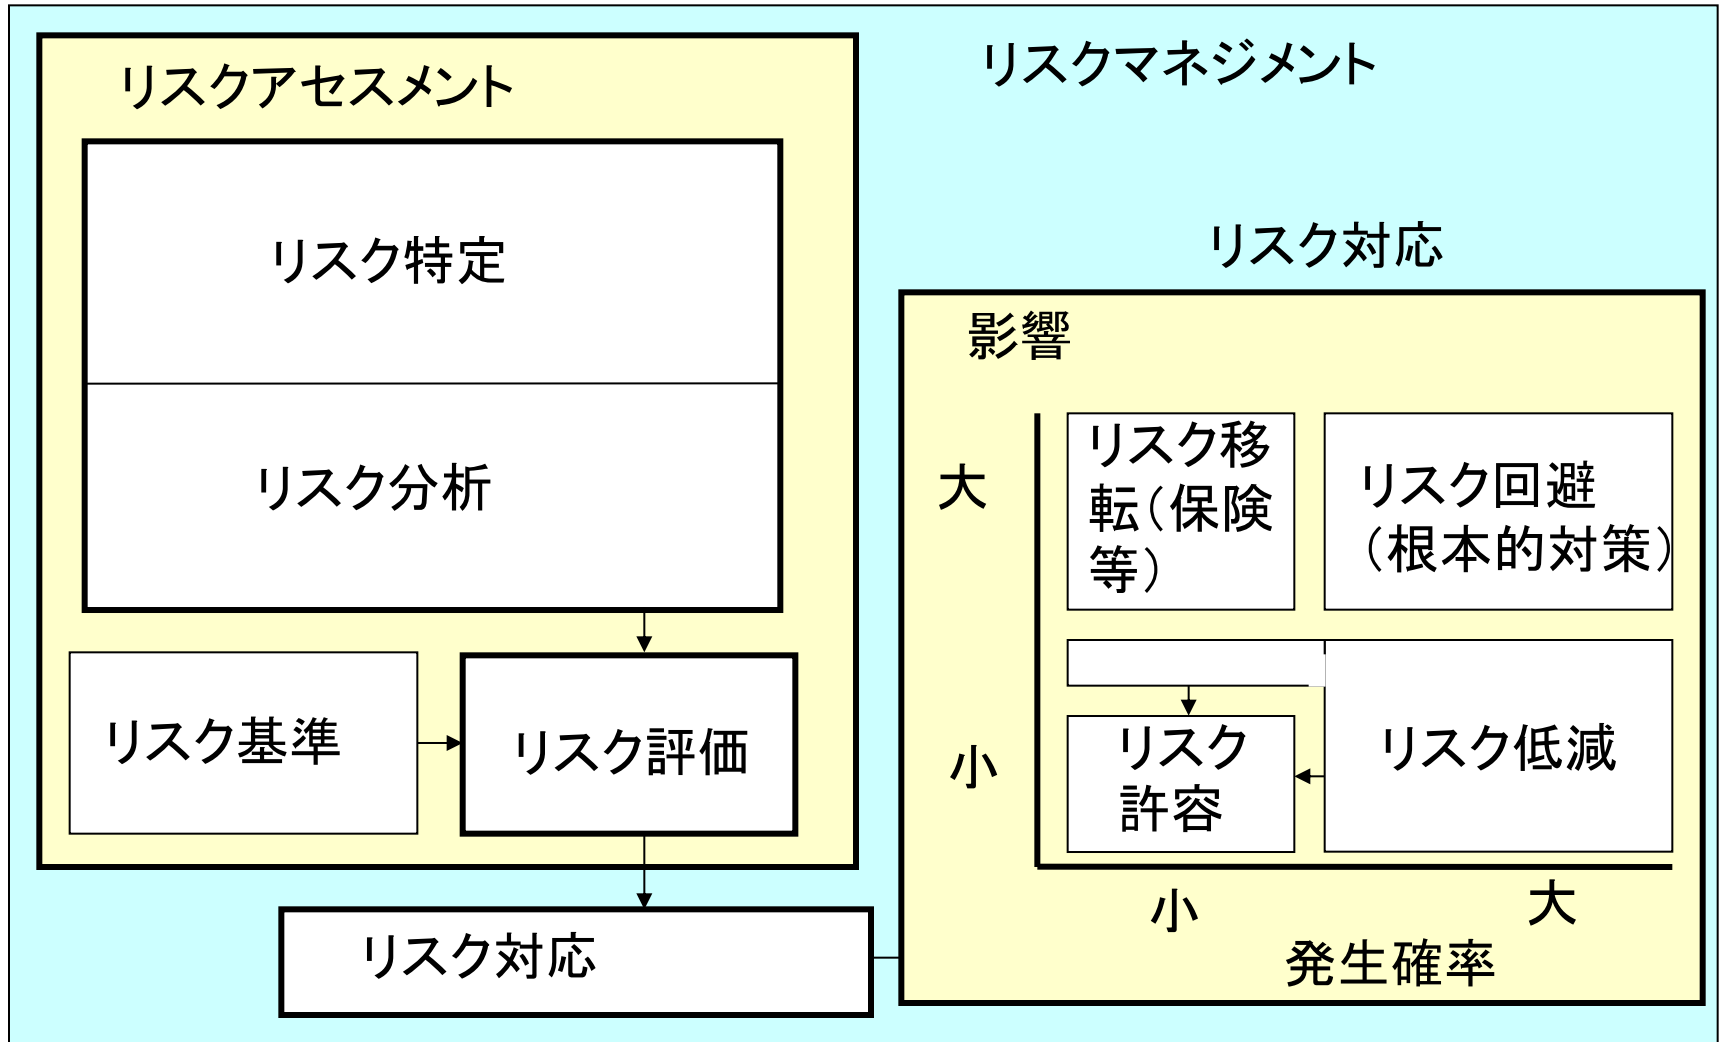 リスクアセスメント
リスク特定
リスク分析
リスク基準
リスク評価
リスク対応
リスクマネジメント
リスク対応
影響
大
リスク移
転(保険
等)
リスク回避
(根本的対策)
小
リスク
許容
リスク低減
小
大
発生確率